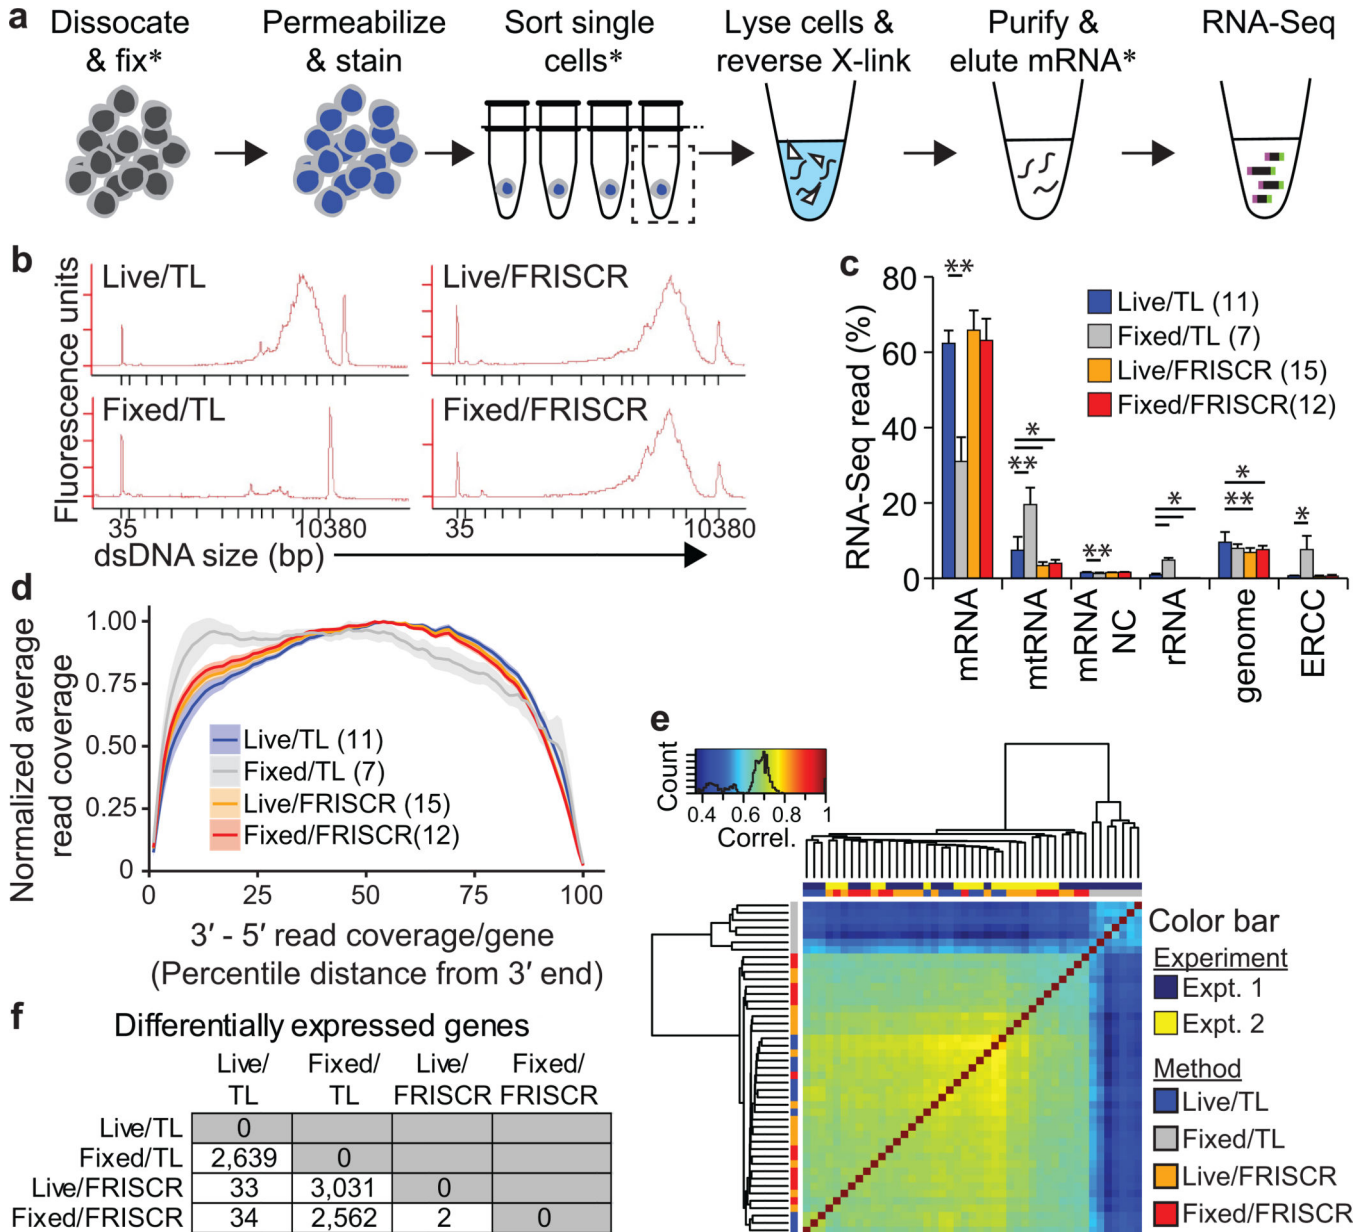 a
Dissocate
& fix*
Permeabilize
& stain
Sort single
cells*
Lyse cells &
reverse X-link
Purify &
elute mRNA*
RNA-Seq
b
Fluorescence units
Live/TL
Live/FRISCR
Fixed/TL
Fixed/FRISCR
35
10380
35
10380
dsDNA size (bp)
c
RNA-Seq read (%)
80
60
40
20
0
**
**
*
**
*
**
*
*
Live/TL (11)
Fixed/TL (7)
Live/FRISCR (15)
Fixed/FRISCR(12)
mRNA
mtRNA
mRNA
NC
rRNA
genome
ERCC
d
Normalized average
read coverage
1.00
0.75
0.50
0.25
0
0
25
50
75
100
Live/TL (11)
Fixed/TL (7)
Live/FRISCR (15)
Fixed/FRISCR(12)
3′ - 5′ read coverage/gene
(Percentile distance from 3′ end)
e
Count
0.4 0.6 0.8 1
Correl.
Color bar
Experiment
Expt. 1
Expt. 2
Method
Live/TL
Fixed/TL
Live/FRISCR
Fixed/FRISCR
f
Differentially expressed genes
Live/ Fixed/ Live/ Fixed/
TL TL FRISCR FRISCR
Live/TL 0
Fixed/TL 2,639 0
Live/FRISCR 33 3,031 0
Fixed/FRISCR 34 2,562 2 0